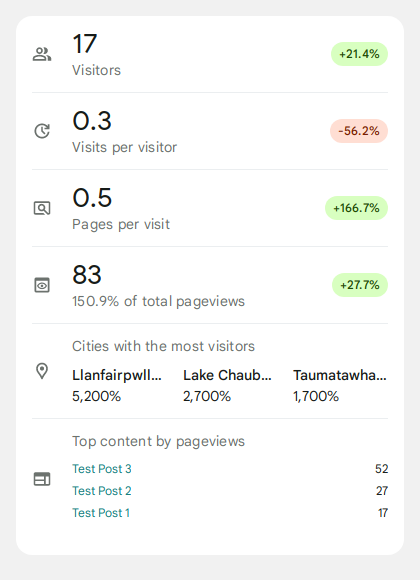 17
Visitors
+21.4%
0.3
Visits per visitor
-56.2%
0.5
Pages per visit
+166.7%
83
150.9% of total pageviews
+27.7%
Cities with the most visitors
Llanfairpwll... Lake Chaub... Taumatawha...
5,200% 2,700% 1,700%
Top content by pageviews
Test Post 3 52
Test Post 2 27
Test Post 1 17